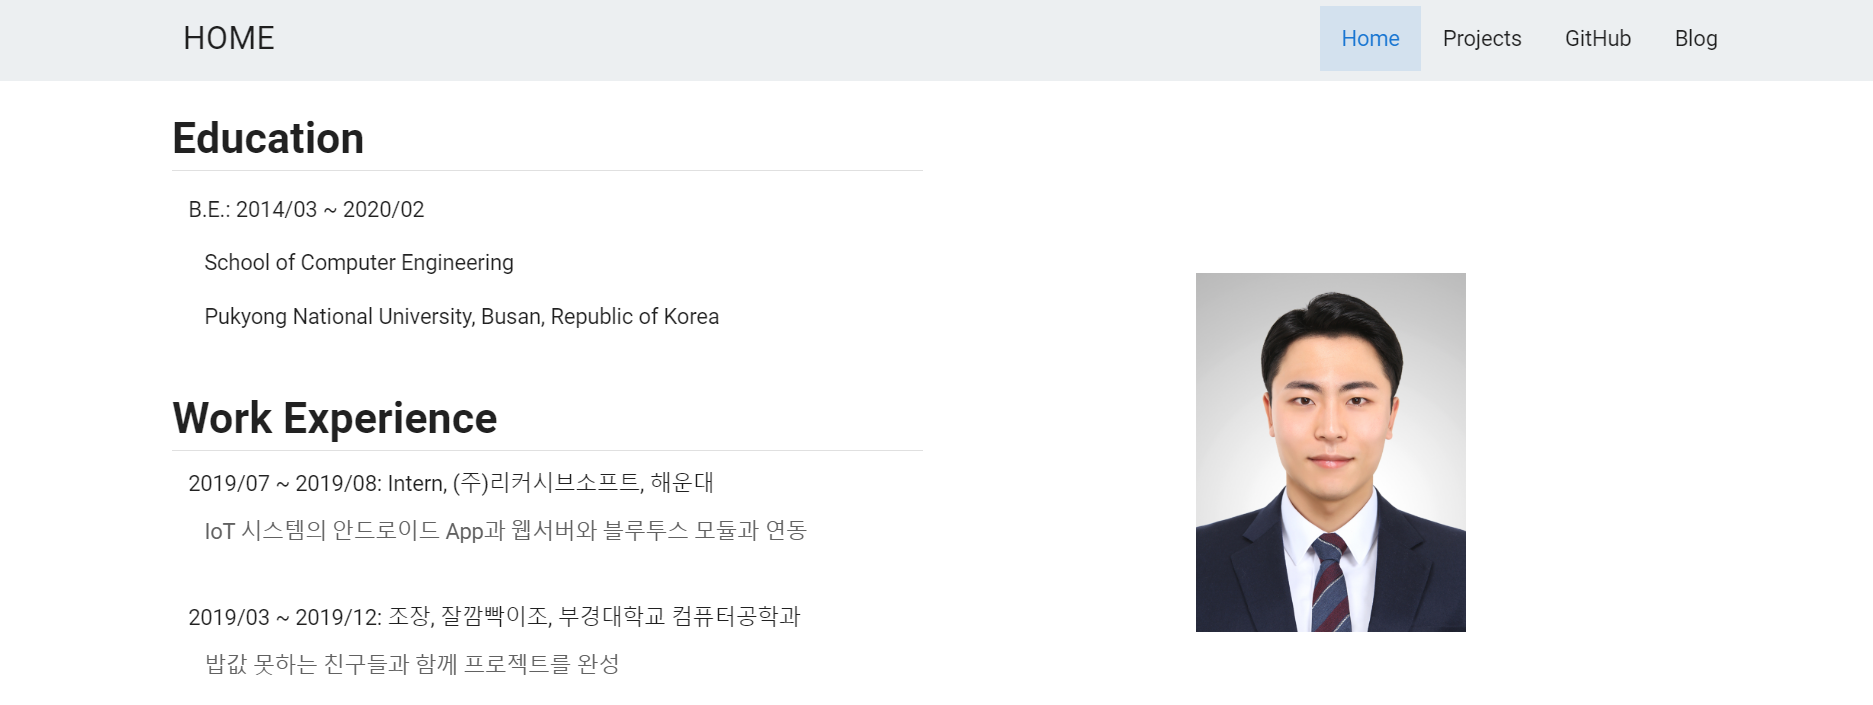 HOME
Home Projects GitHub Blog
Education
B.E.: 2014/03 ~ 2020/02
School of Computer Engineering
Pukyong National University, Busan, Republic of Korea
Work Experience
2019/07 ~ 2019/08: Intern, (주)리커시브소프트, 해운대
IoT 시스템의 안드로이드 App과 웹서버와 블루투스 모듈과 연동
2019/03 ~ 2019/12: 조장, 잘깜빡이조, 부경대학교 컴퓨터공학과
밥값 못하는 친구들과 함께 프로젝트를 완성